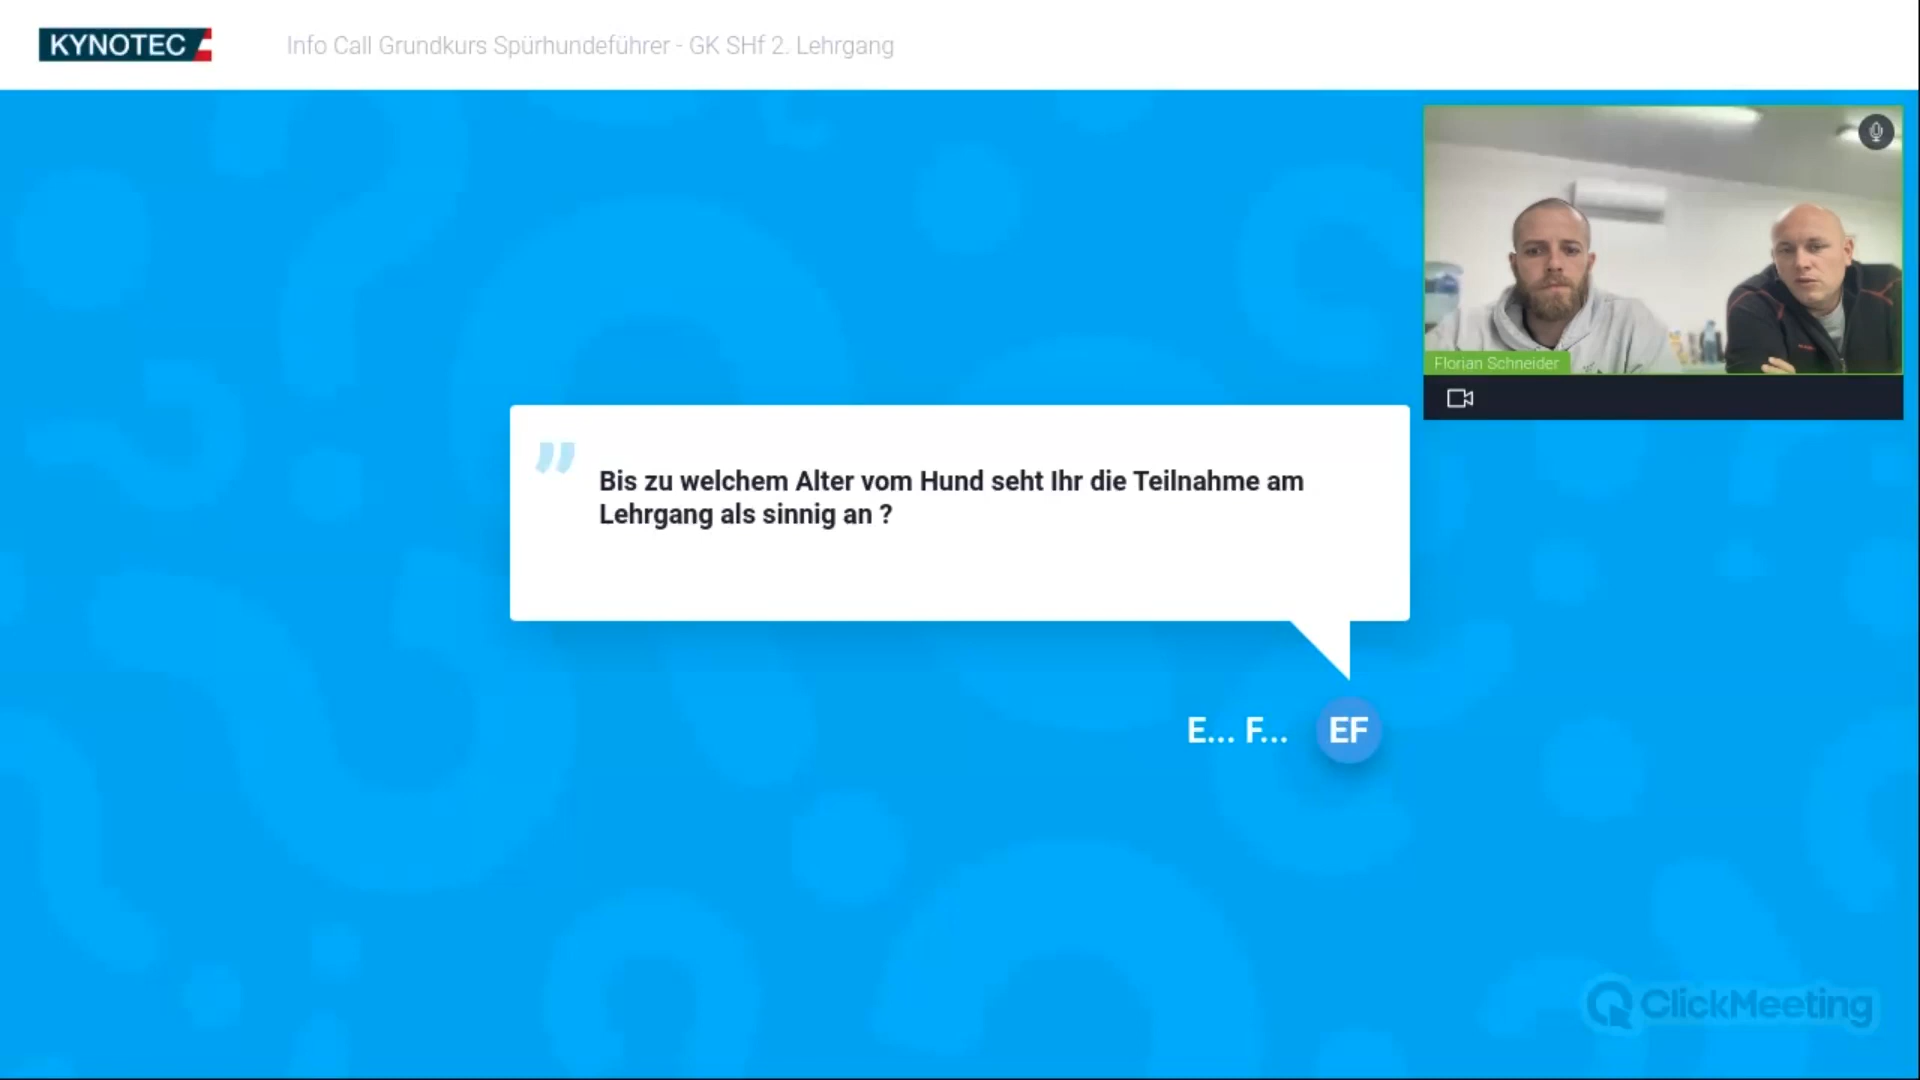 KYNOTEC
Info Call Grundkurs Spürhundeführer - GK SHf 2. Lehrgang
Florian Schneider
Bis zu welchem Alter vom Hund seht Ihr die Teilnahme am
Lehrgang als sinnig an ?
E... F...
EF
ClickMeeting